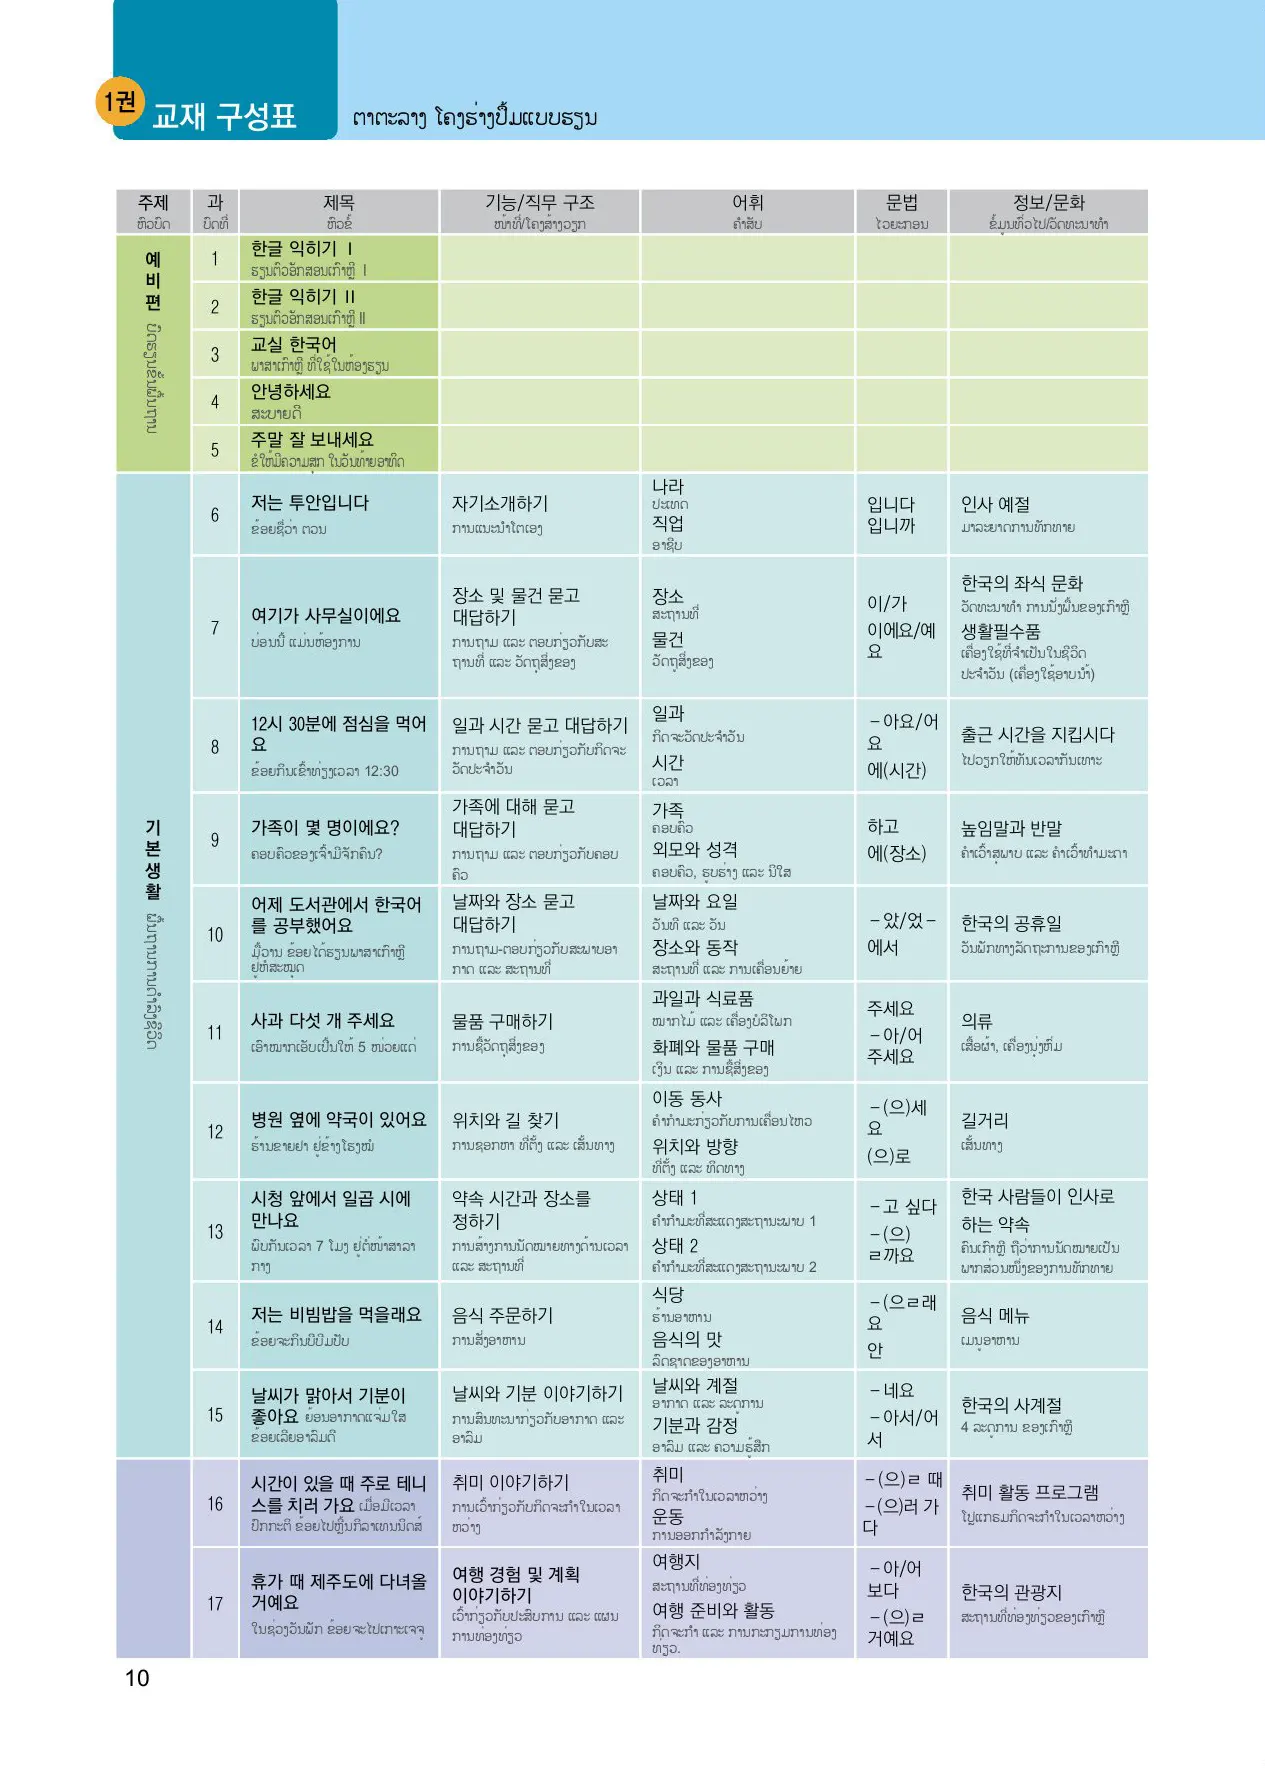 1권
교재 구성표
ຕາຕະລາງ ໂຄງຮ່າງປຶ້ມແບບຮຽນ
주제 과 제목 기능/직무 구조 어휘 문법 정보/문화
ຫົວບົດ ບົດທີ່ ຫົວຂໍ້ ໜ້າທີ່/ໂຄງສ້າງວຽກ ຄຳສັບ ໄວຍະກອນ ຂໍ້ມູນທົ່ວໄປ/ວັດທະນາທຳ
예비편 ບົດຮຽນຂັ້ນພື້ນຖານ
1
한글 익히기 Ⅰ
ຮຽນຕົວອັກສອນເກົາຫຼີ I
2
한글 익히기 II
ຮຽນຕົວອັກສອນເກົາຫຼີ II
3
교실 한국어
ພາສາເກົາຫຼີ ທີ່ໃຊ້ໃນຫ້ອງຮຽນ
4
안녕하세요
ສະບາຍດີ
5
주말 잘 보내세요
ຂໍໃຫ້ມີຄວາມສຸກ ໃນວັນທ້າຍອາທິດ
기본생활 ພື້ນຖານການດຳລົງຊີວິດ
6
저는 투안입니다
ຂ້ອຍຊື່ວ່າ ຕວນ
자기소개하기
ການແນະນຳໂຕເອງ
나라
ປະເທດ
직업
ອາຊີບ
입니다
입니까
인사 예절
ມາລະຍາດການທັກທາຍ
7
여기가 사무실이에요
ບ່ອນນີ້ ແມ່ນຫ້ອງການ
장소 및 물건 묻고
대답하기
ການຖາມ ແລະ ຕອບກ່ຽວກັບສະ
ຖານທີ່ ແລະ ວັດຖຸສິ່ງຂອງ
장소
ສະຖານທີ່
물건
ວັດຖຸສິ່ງຂອງ
이/가
이에요/예
요
한국의 좌식 문화
ວັດທະນາທຳ ການນັ່ງພື້ນຂອງເກົາຫຼີ
생활필수품
ເຄື່ອງໃຊ້ທີ່ຈຳເປັນໃນຊີວິດ
ປະຈຳວັນ (ເຄື່ອງໃຊ້ອາບນ້ຳ)
8
12시 30분에 점심을 먹어
요
ຂ້ອຍກິນເຂົ້າທ່ຽງເວລາ 12:30
일과 시간 묻고 대답하기
ການຖາມ ແລະ ຕອບກ່ຽວກັບກິດຈະ
ວັດປະຈຳວັນ
일과
ກິດຈະວັດປະຈຳວັນ
시간
ເວລາ
－아요/어
요
에(시간)
출근 시간을 지킵시다
ໄປວຽກໃຫ້ທັນເວລາກັນເທາະ
9
가족이 몇 명이에요?
ຄອບຄົວຂອງເຈົ້າມີຈັກຄົນ?
가족에 대해 묻고
대답하기
ການຖາມ ແລະ ຕອບກ່ຽວກັບຄອບ
ຄົວ
가족
ຄອບຄົວ
외모와 성격
ຄອບຄົວ, ຮູບຮ່າງ ແລະ ນິໃສ
하고
에(장소)
높임말과 반말
ຄຳເວົ້າສຸພາບ ແລະ ຄຳເວົ້າທຳມະດາ
10
어제 도서관에서 한국어
를 공부했어요
ມື້ວານ ຂ້ອຍໄດ້ຮຽນພາສາເກົາຫຼີ
ຢູ່ຫໍສະໝຸດ
날짜와 장소 묻고
대답하기
ການຖາມ-ຕອບກ່ຽວກັບສະພາບອາ
ກາດ ແລະ ສະຖານທີ່
날짜와 요일
ວັນທີ ແລະ ວັນ
장소와 동작
ສະຖານທີ່ ແລະ ການເຄື່ອນຍ້າຍ
－았/었－
에서
한국의 공휴일
ວັນພັກທາງລັດຖະການຂອງເກົາຫຼີ
11
사과 다섯 개 주세요
ເອົາໝາກເອັບເປີ້ນໃຫ້ 5 ໜ່ວຍແດ່
물품 구매하기
ການຊື້ວັດຖຸສິ່ງຂອງ
과일과 식료품
ໝາກໄມ້ ແລະ ເຄື່ອງບໍລິໂພກ
화폐와 물품 구매
ເງິນ ແລະ ການຊື້ສິ່ງຂອງ
주세요
－아/어
주세요
의류
ເສື້ອຜ້າ, ເຄື່ອງນຸ່ງຫົ່ມ
12
병원 옆에 약국이 있어요
ຮ້ານຂາຍຢາ ຢູ່ຂ້າງໂຮງໝໍ
위치와 길 찾기
ການຊອກຫາ ທີ່ຕັ້ງ ແລະ ເສັ້ນທາງ
이동 동사
ຄຳກຳມະກ່ຽວກັບການເຄື່ອນໄຫວ
위치와 방향
ທີ່ຕັ້ງ ແລະ ທິດທາງ
－(으)세
요
(으)로
길거리
ເສັ້ນທາງ
13
시청 앞에서 일곱 시에
만나요
ພົບກັນເວລາ 7 ໂມງ ຢູ່ຕໍ່ໜ້າສາລາ
ກາງ
약속 시간과 장소를
정하기
ການສ້າງການນັດໝາຍທາງດ້ານເວລາ
ແລະ ສະຖານທີ່
상태 1
ຄຳກຳມະທີ່ສະແດງສະຖານະພາບ 1
상태 2
ຄຳກຳມະທີ່ສະແດງສະຖານະພາບ 2
－고 싶다
－(으)
ㄹ까요
한국 사람들이 인사로
하는 약속
ຄົນເກົາຫຼີ ຖືວ່າການນັດໝາຍເປັນ
ພາກສ່ວນໜຶ່ງຂອງການທັກທາຍ
14
저는 비빔밥을 먹을래요
ຂ້ອຍຈະກິນບີບິມປັບ
음식 주문하기
ການສັ່ງອາຫານ
식당
ຮ້ານອາຫານ
음식의 맛
ລົດຊາດຂອງອາຫານ
－(으ㄹ래
요
안
음식 메뉴
ເມນູອາຫານ
15
날씨가 맑아서 기분이
좋아요 ຍ້ອນອາກາດແຈ່ມໃສ
ຂ້ອຍເລີຍອາລົມດີ
날씨와 기분 이야기하기
ການສົນທະນາກ່ຽວກັບອາກາດ ແລະ
ອາລົມ
날씨와 계절
ອາກາດ ແລະ ລະດູການ
기분과 감정
ອາລົມ ແລະ ຄວາມຮູ້ສຶກ
－네요
－아서/어
서
한국의 사계절
4 ລະດູການ ຂອງເກົາຫຼີ
16
시간이 있을 때 주로 테니
스를 치러 가요 ເມື່ອມີເວລາ
ປົກກະຕິ ຂ້ອຍໄປຫຼິ້ນກິລາເທນນິດສ໌
취미 이야기하기
ການເວົ້າກ່ຽວກັບກິດຈະກຳໃນເວລາ
ຫວ່າງ
취미
ກິດຈະກຳໃນເວລາຫວ່າງ
운동
ການອອກກຳລັງກາຍ
－(으)ㄹ 때
－(으)러 가
다
취미 활동 프로그램
ໂປຼແກຣມກິດຈະກຳໃນເວລາຫວ່າງ
17
휴가 때 제주도에 다녀올
거예요
ໃນຊ່ວງວັນພັກ ຂ້ອຍຈະໄປເກາະເຈຈູ
여행 경험 및 계획
이야기하기
ເວົ້າກ່ຽວກັບປະສົບການ ແລະ ແຜນ
ການທ່ອງທ່ຽວ
여행지
ສະຖານທີ່ທ່ອງທ່ຽວ
여행 준비와 활동
ກິດຈະກຳ ແລະ ການກະກຽມການທ່ອງ
ທ່ຽວ.
－아/어
보다
－(으)ㄹ
거예요
한국의 관광지
ສະຖານທີ່ທ່ອງທ່ຽວຂອງເກົາຫຼີ
10